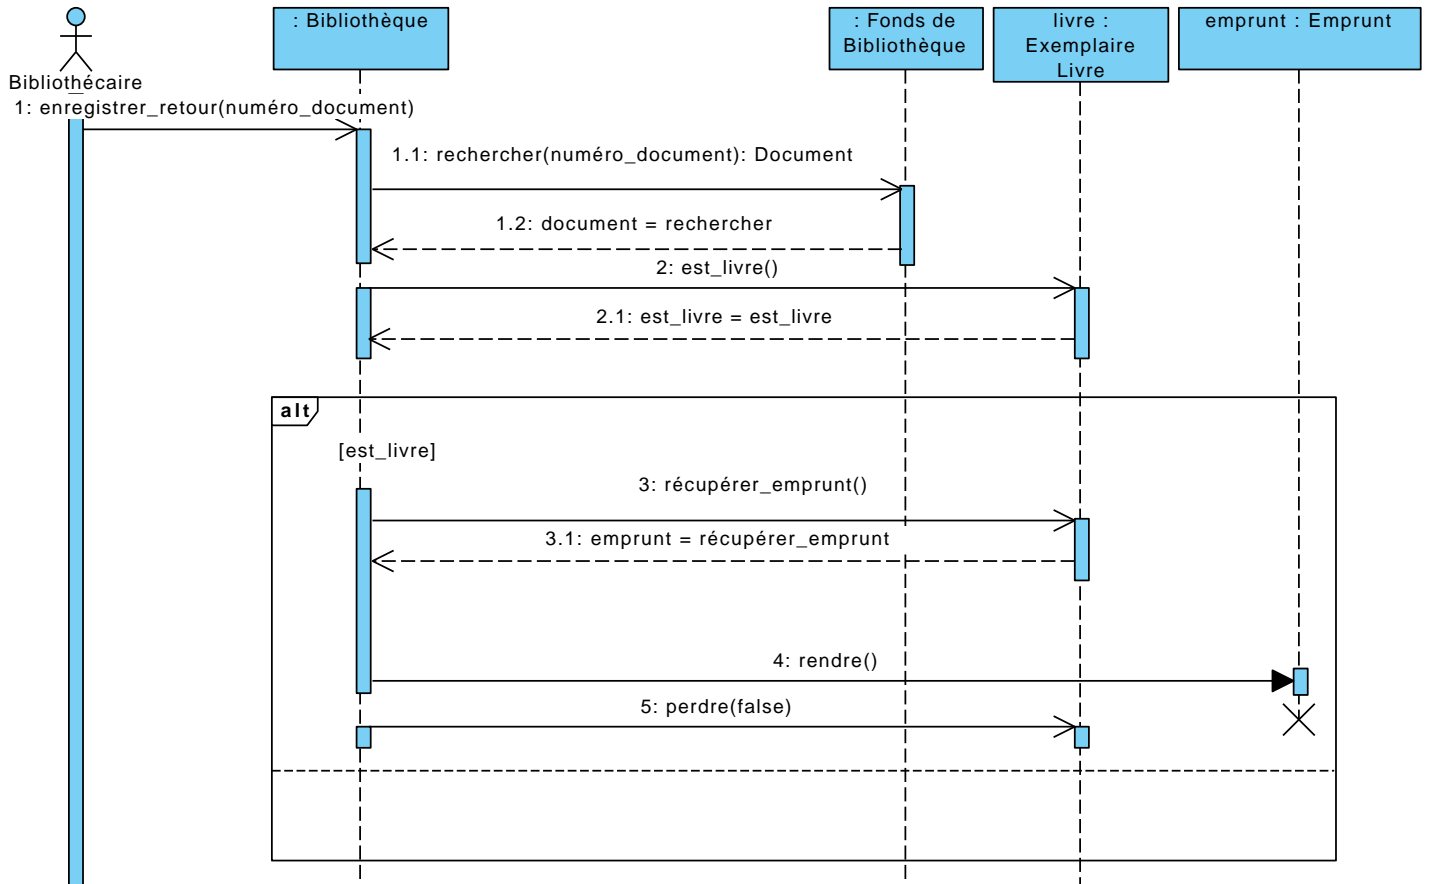 : Bibliothèque
: Fonds de
Bibliothèque
livre :
Exemplaire
Livre
emprunt : Emprunt
Bibliothécaire
1: enregistrer_retour(numéro_document)
1.1: rechercher(numéro_document): Document
1.2: document = rechercher
2: est_livre()
2.1: est_livre = est_livre
alt
[est_livre]
3: récupérer_emprunt()
3.1: emprunt = récupérer_emprunt
4: rendre()
5: perdre(false)